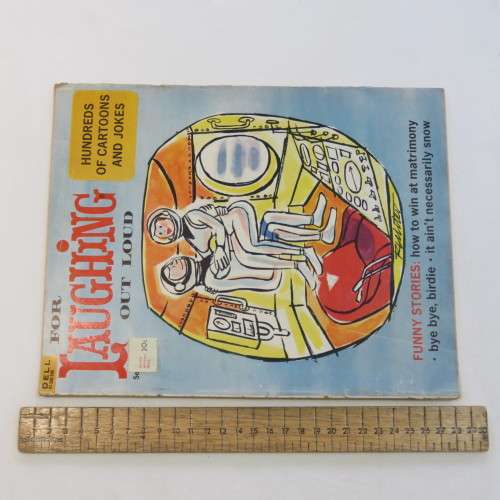 DELL
FOR
LAUGHING
OUT LOUD
HUNDREDS
OF CARTOONS
AND JOKES
20c
FUNNY STORIES: how to win at matrimony
• bye bye, birdie • it ain't necessarily snow